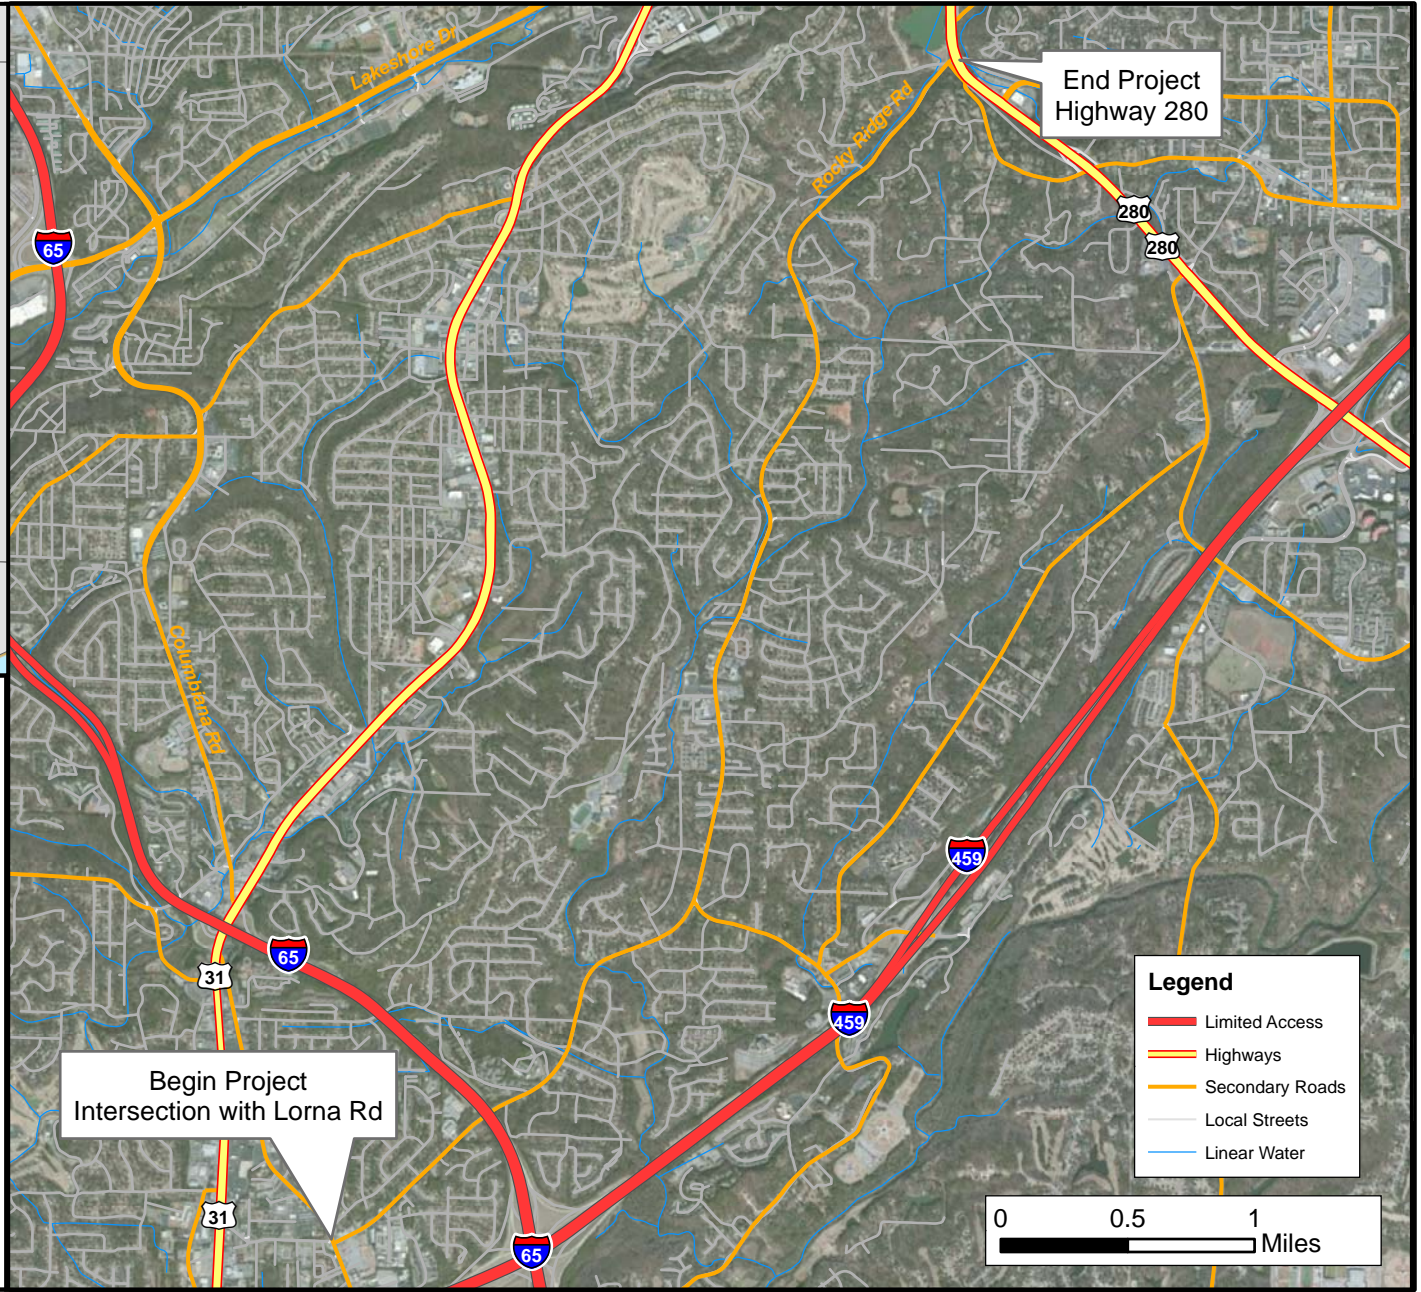 Lakeshore Dr
End Project
Highway 280
Rocky Ridge Rd
280
280
65
Columbiana Rd
459
65
31
459
Begin Project
Intersection with Lorna Rd
31
65
Legend
Limited Access
Highways
Secondary Roads
Local Streets
Linear Water
0 0.5 1
Miles